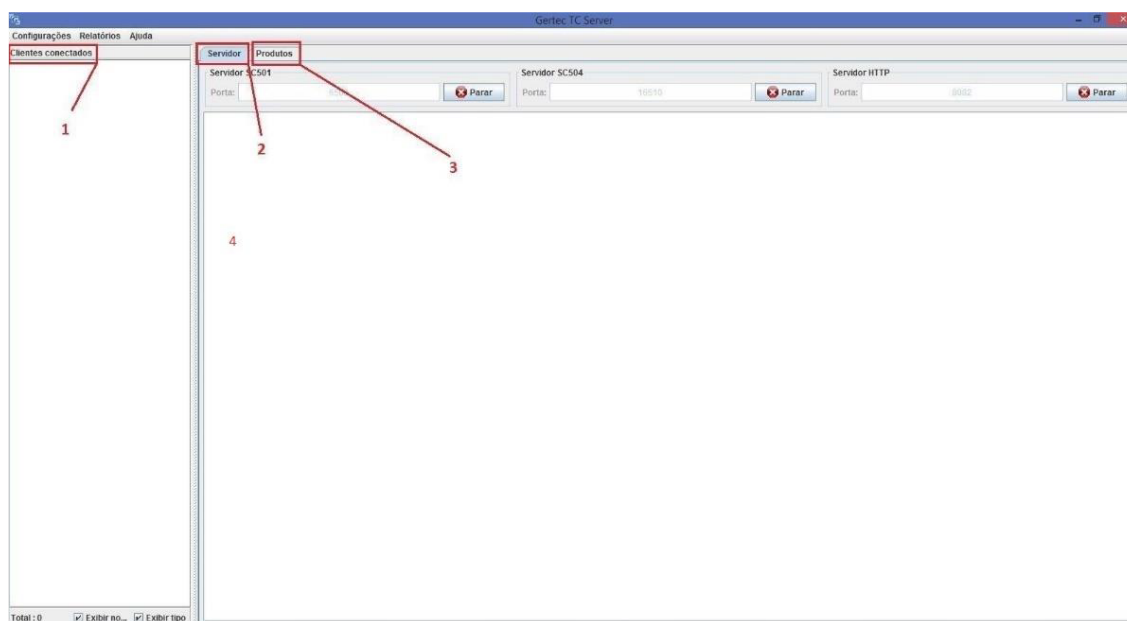 Gertec TC Server
Configurações Relatórios Ajuda
Clientes conectados
Servidor Produtos
Servidor SC501 Servidor SC504 Servidor HTTP
Porta: Parar Porta: 16510 Parar Porta: Parar
1
2
3
4
Total : 0 Exibir no... Exibir tipo